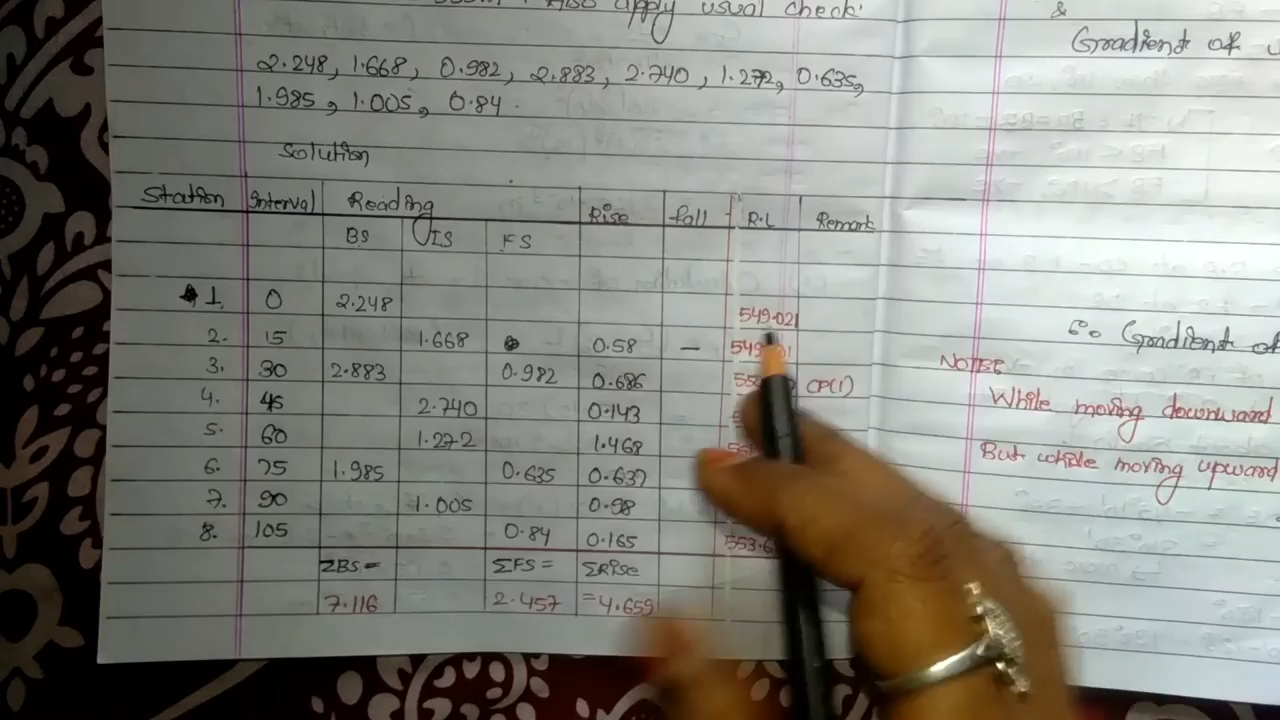 Also apply usual check.
&
Gradient of
2.248, 1.668, 0.982, 2.883, 2.740, 1.272, 0.635,
1.985, 1.005, 0.84.
Solution
Station Interval Reading Rise fall R.L Remark
BS IS FS
1. 0 2.248 549.021
2. 15 1.668 0.58 — 549
3. 30 2.883 0.982 0.686 CP(1)
4. 45 2.740 0.143
5. 60 1.272 1.468
6. 75 1.985 0.635 0.637
7. 90 1.005 0.98
8. 105 0.84 0.165 553.6
ΣBS= ΣFS= ΣRise
7.116 2.457 =4.659
Gradient of
NOTE
While moving downward
But while moving upward